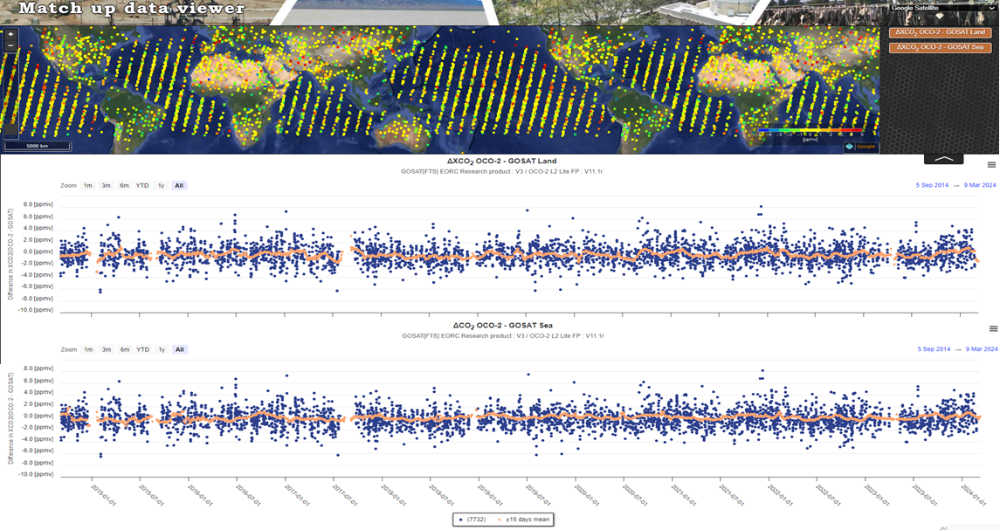 Match up data viewer
Google Satellite
+
−
ΔXCO2 OCO-2 - GOSAT Land
ΔXCO2 OCO-2 - GOSAT Sea
5000 km
[ppmv]
Google
ΔXCO2 OCO-2 - GOSAT Land
GOSAT[FTS] EORC Research product : V3 / OCO-2 L2 Lite FP : V11.1r
Zoom 1m 3m 6m YTD 1y All
5 Sep 2014 → 9 Mar 2024
Difference in XCO2(OCO-2 - GOSAT)
8.0 [ppmv]
6.0 [ppmv]
4.0 [ppmv]
2.0 [ppmv]
0.0 [ppmv]
-2.0 [ppmv]
-4.0 [ppmv]
-6.0 [ppmv]
-8.0 [ppmv]
-10.0 [ppmv]
ΔCO2 OCO-2 - GOSAT Sea
GOSAT[FTS] EORC Research product : V3 / OCO-2 L2 Lite FP : V11.1r
Zoom 1m 3m 6m YTD 1y All
5 Sep 2014 → 9 Mar 2024
Difference in XCO2(OCO-2 - GOSAT)
8.0 [ppmv]
6.0 [ppmv]
4.0 [ppmv]
2.0 [ppmv]
0.0 [ppmv]
-2.0 [ppmv]
-4.0 [ppmv]
-6.0 [ppmv]
-8.0 [ppmv]
-10.0 [ppmv]
2015-01-01
2015-07-01
2016-01-01
2016-07-01
2017-01-01
2017-07-01
2018-01-01
2018-07-01
2019-01-01
2019-07-01
2020-01-01
2020-07-01
2021-01-01
2021-07-01
2022-01-01
2022-07-01
2023-01-01
2023-07-01
2024-01-01
(7732) ±15 days mean